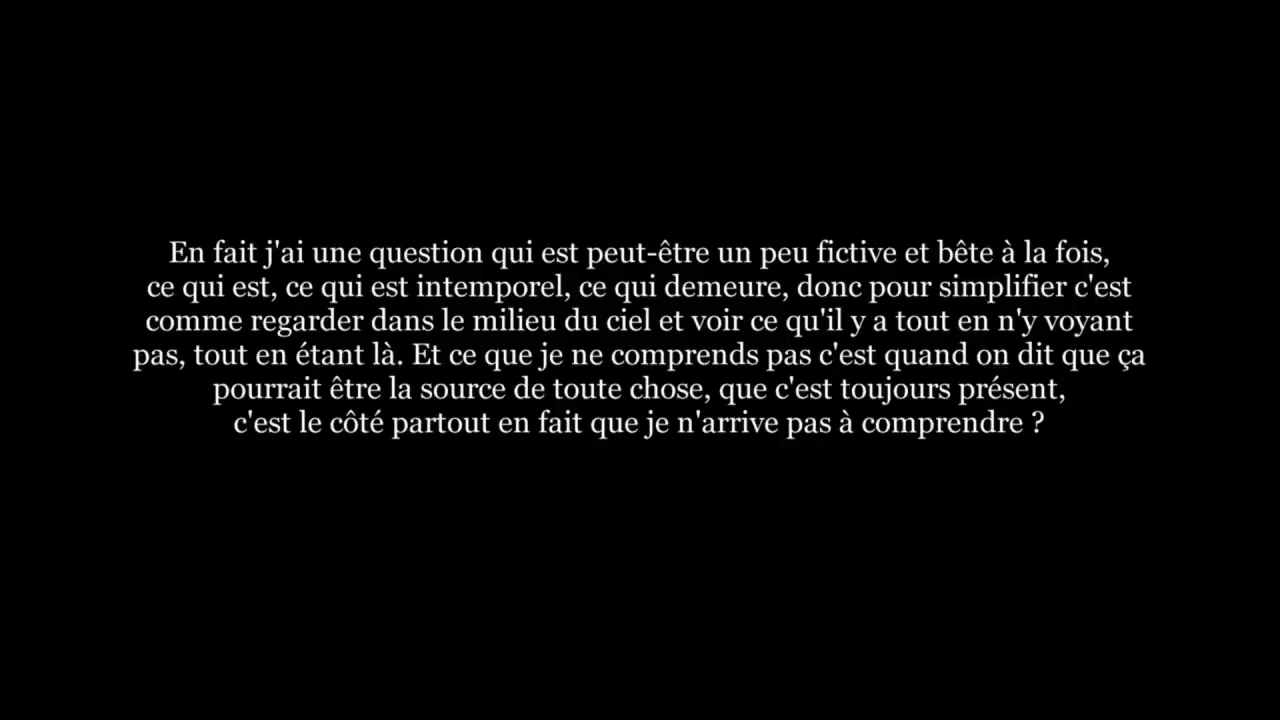 En fait j'ai une question qui est peut-être un peu fictive et bête à la fois,
ce qui est, ce qui est intemporel, ce qui demeure, donc pour simplifier c'est
comme regarder dans le milieu du ciel et voir ce qu'il y a tout en n'y voyant
pas, tout en étant là. Et ce que je ne comprends pas c'est quand on dit que ça
pourrait être la source de toute chose, que c'est toujours présent,
c'est le côté partout en fait que je n'arrive pas à comprendre ?